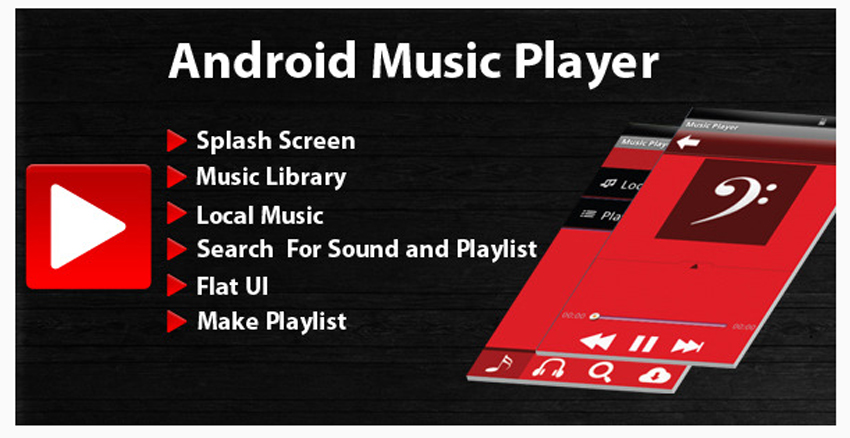 Android Music Player
Splash Screen
Music Library
Local Music
Search For Sound and Playlist
Flat UI
Make Playlist
Music Player
Music Play
Loc
Pla
00:00
00:00